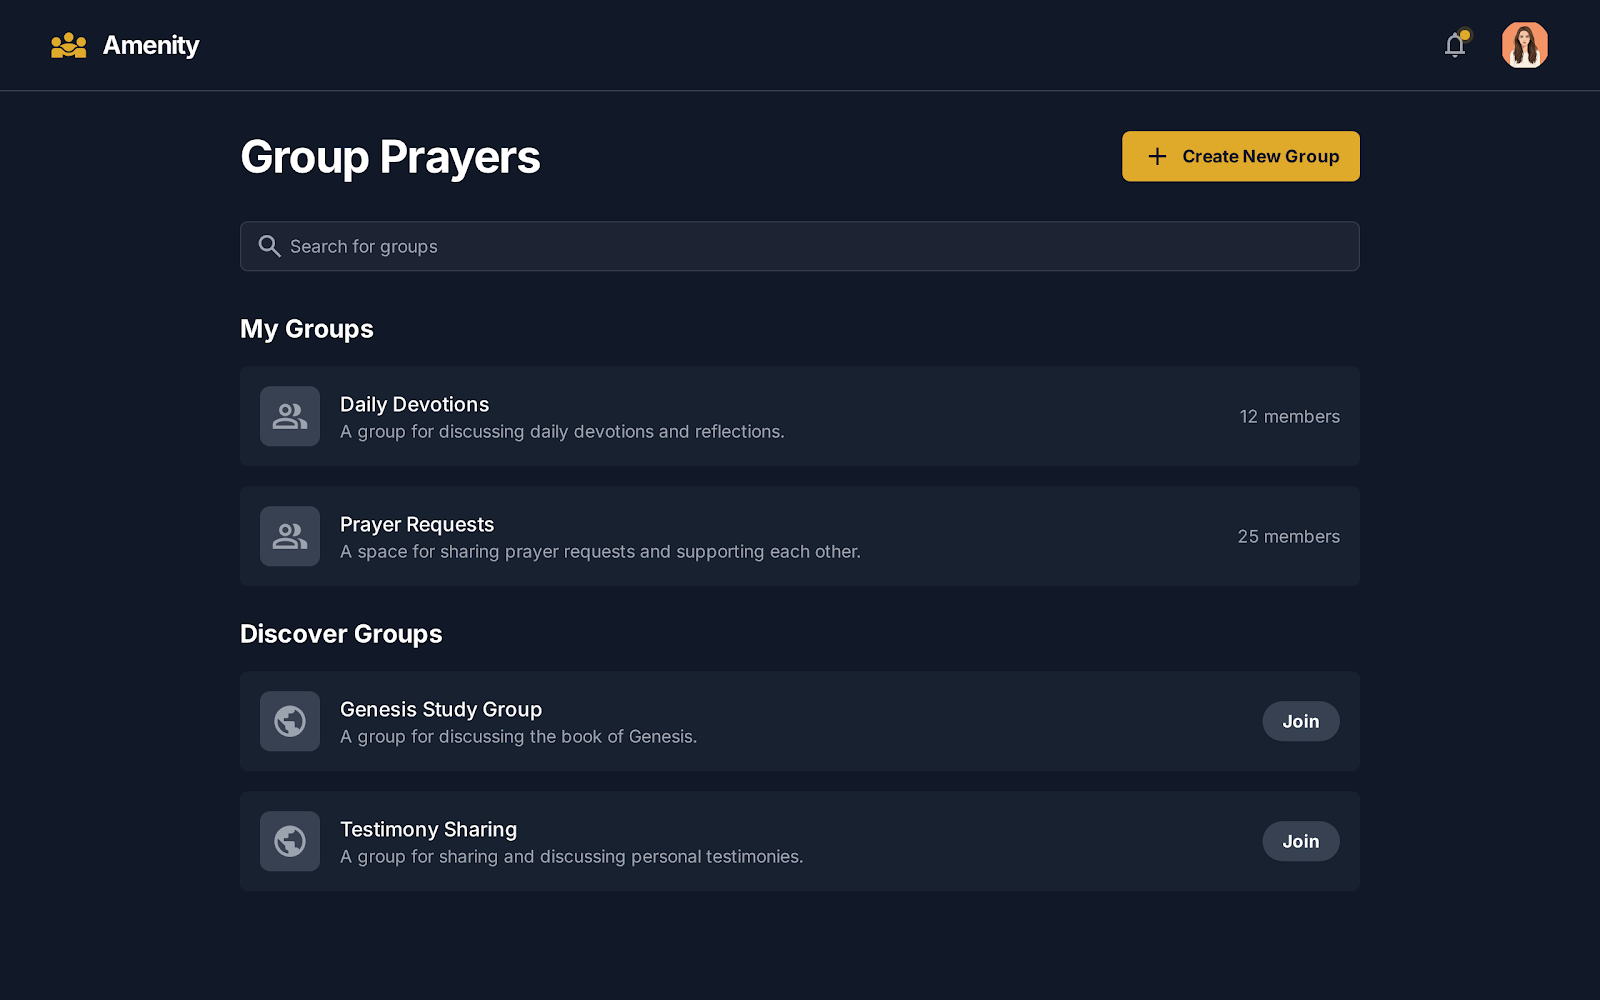 Amenity
Group Prayers
Create New Group
Search for groups
My Groups
Daily Devotions
A group for discussing daily devotions and reflections.
12 members
Prayer Requests
A space for sharing prayer requests and supporting each other.
25 members
Discover Groups
Genesis Study Group
A group for discussing the book of Genesis.
Join
Testimony Sharing
A group for sharing and discussing personal testimonies.
Join